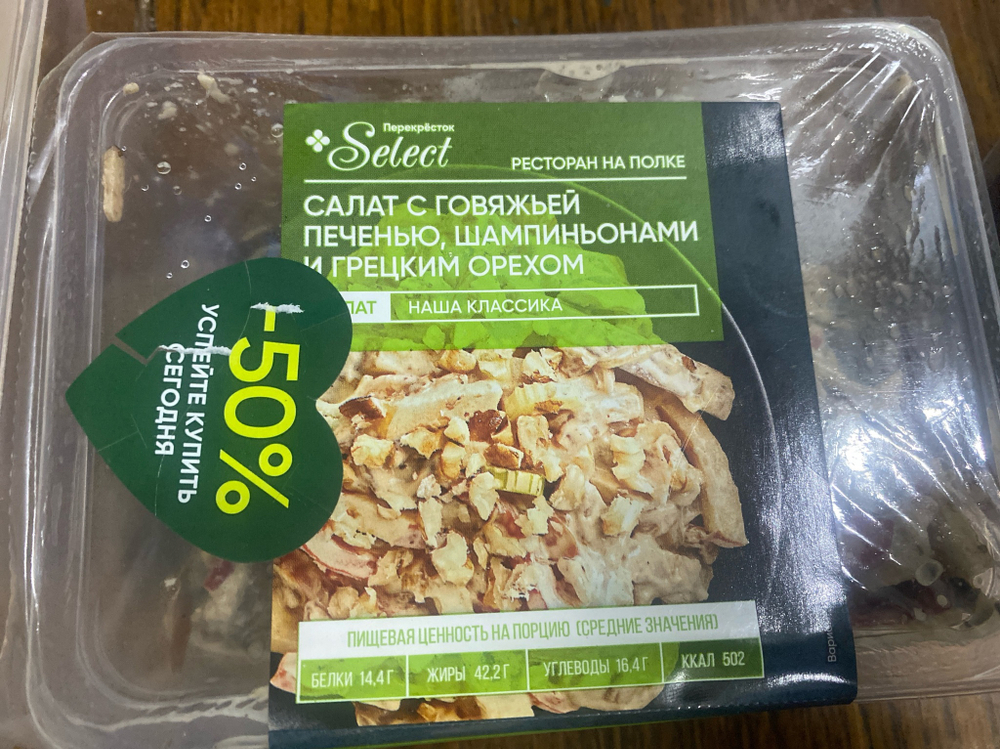 Перекрёсток
Select
РЕСТОРАН НА ПОЛКЕ
САЛАТ С ГОВЯЖЬЕЙ
ПЕЧЕНЬЮ, ШАМПИНЬОНАМИ
И ГРЕЦКИМ ОРЕХОМ
ЛАТ НАША КЛАССИКА
-50%
УСПЕЙТЕ КУПИТЬ
СЕГОДНЯ
ПИЩЕВАЯ ЦЕННОСТЬ НА ПОРЦИЮ (СРЕДНИЕ ЗНАЧЕНИЯ)
БЕЛКИ 14,4 Г ЖИРЫ 42,2 Г УГЛЕВОДЫ 16,4 Г ККАЛ 502